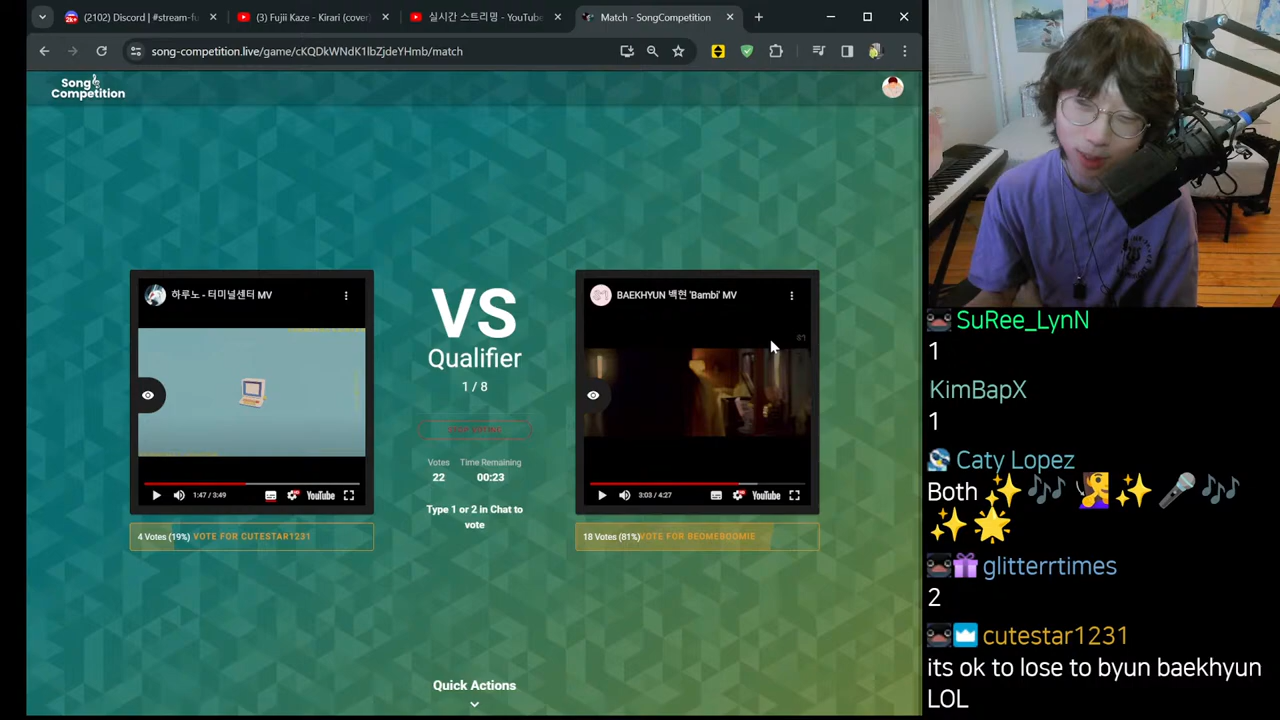 (2102) Discord | #stream-fu
(3) Fujii Kaze - Kirari (cover)
실시간 스트리밍 - YouTube
Match - SongCompetition
song-competition.live/game/cKQDkWNdK1lbZjdeYHmb/match
Song
Competition
하루노 - 터미널센터 MV
1:47 / 3:49
YouTube
4 Votes (19%) VOTE FOR CUTESTAR1231
VS
Qualifier
1 / 8
STOP VOTING
Votes
Time Remaining
22
00:23
Type 1 or 2 in Chat to
vote
BAEKHYUN 백현 'Bambi' MV
3:03 / 4:27
YouTube
18 Votes (81%) VOTE FOR BEOMEBOOMIE
Quick Actions
SuRee_LynN
1
KimBapX
1
Caty Lopez
Both ✨🎶🧏‍♀️✨🎤🎶
✨🌟
glitterrtimes
2
cutestar1231
its ok to lose to byun baekhyun
LOL